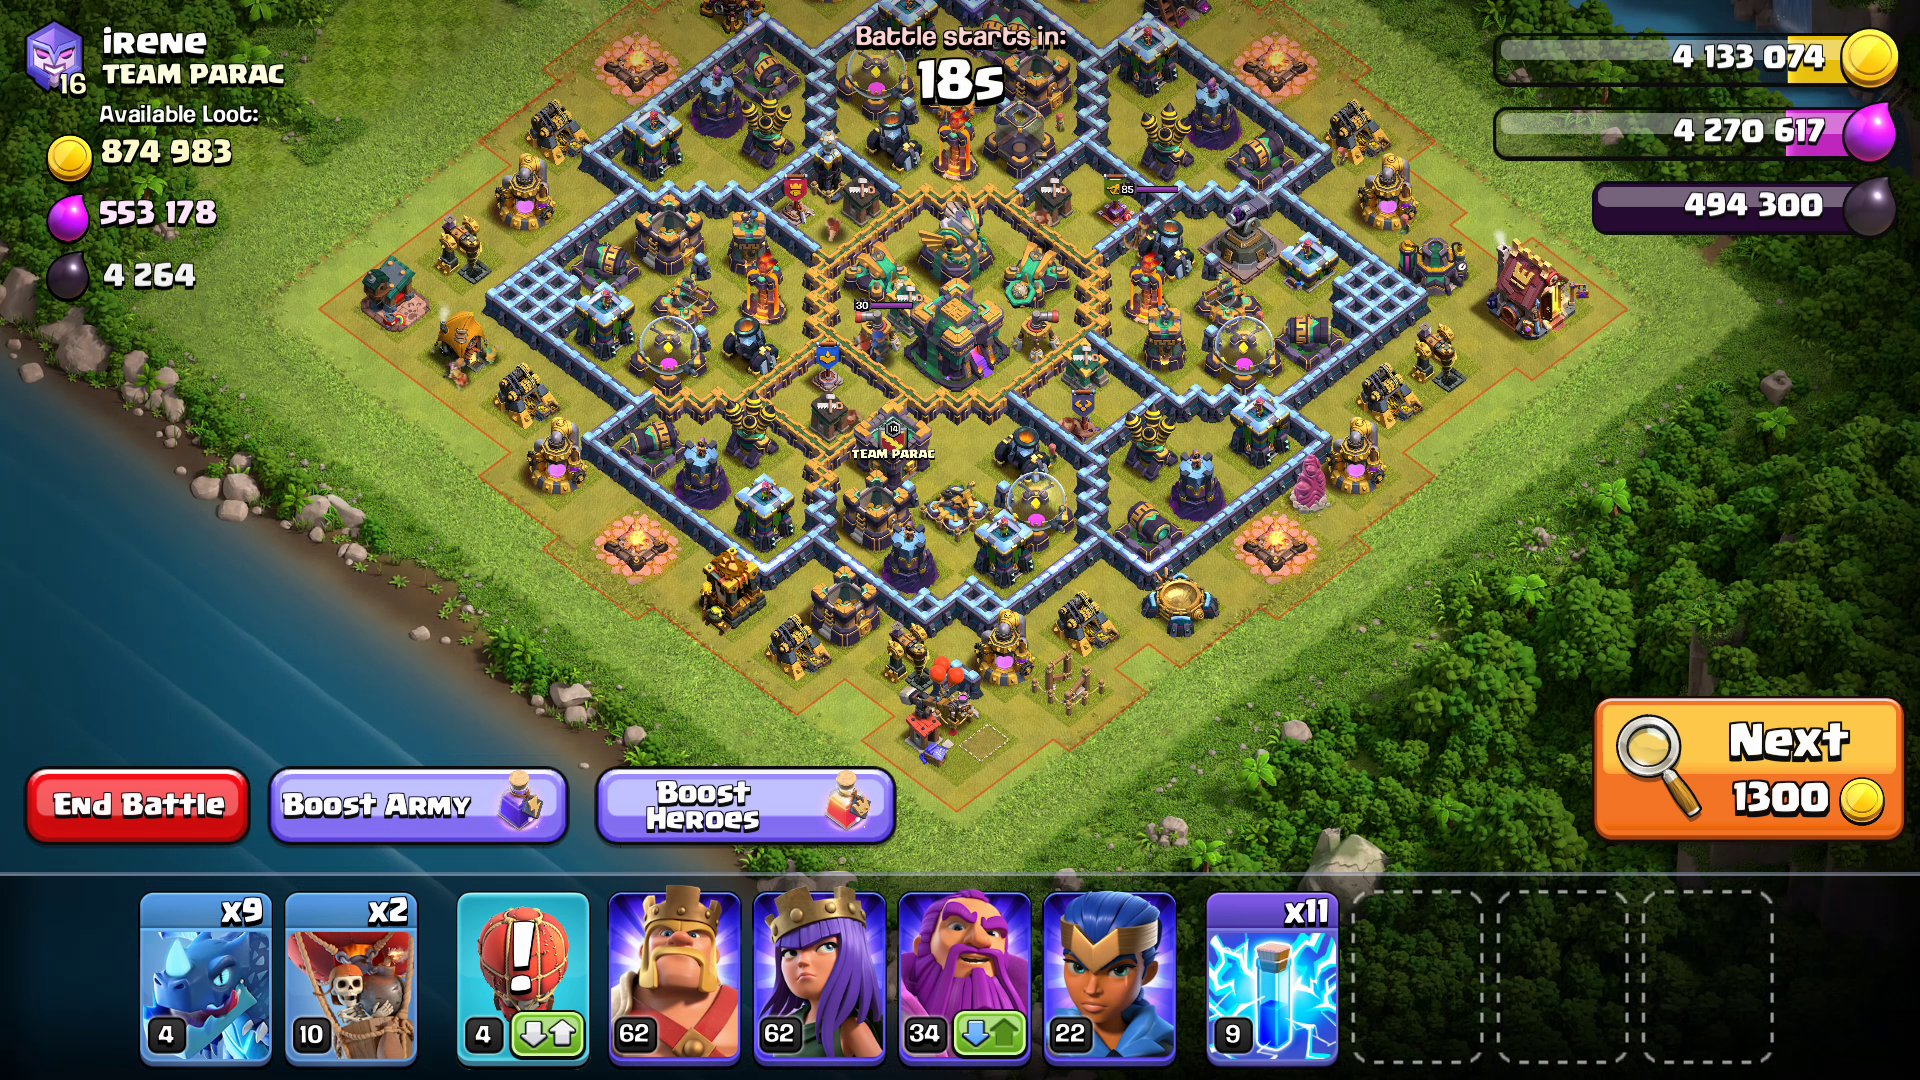 iRene
TEAM PARAC
16
Available Loot:
874 983
553 178
4 264
Battle starts in:
18s
4 133 074
4 270 617
494 300
85
30
14
TEAM PARAC
Next
1300
End Battle
Boost Army
Boost
Heroes
x9
x2
x11
4
10
4
62
62
34
22
9